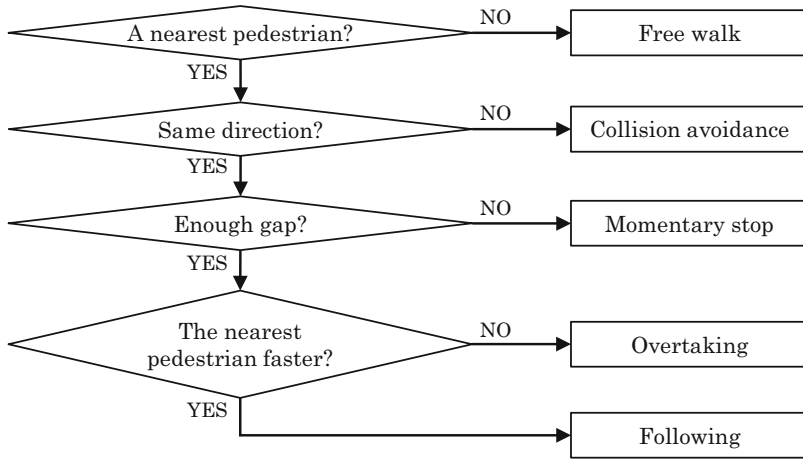 A nearest pedestrian?
NO
Free walk
YES
Same direction?
NO
Collision avoidance
YES
Enough gap?
NO
Momentary stop
YES
The nearest
pedestrian faster?
NO
Overtaking
YES
Following